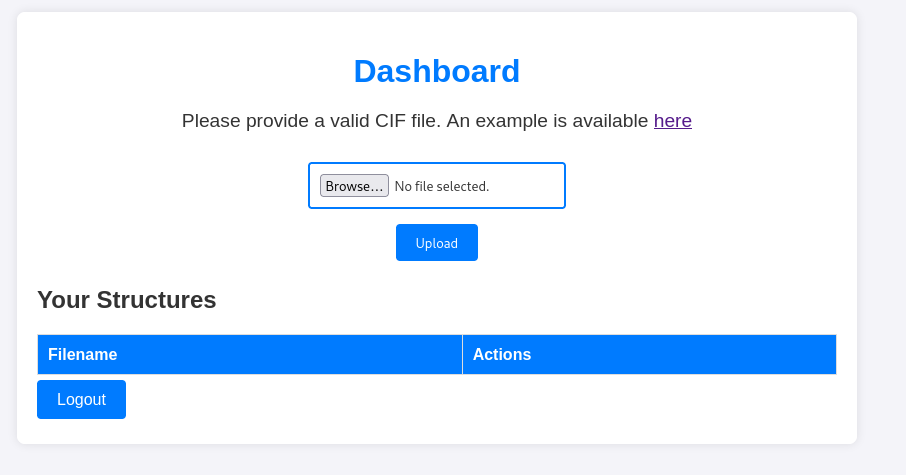 Dashboard
Please provide a valid CIF file. An example is available here
Browse... No file selected.
Upload
Your Structures
Filename Actions
Logout